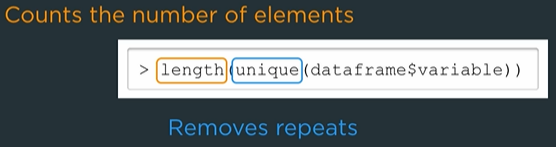 Counts the number of elements
> length(unique(dataframe$variable))
Removes repeats